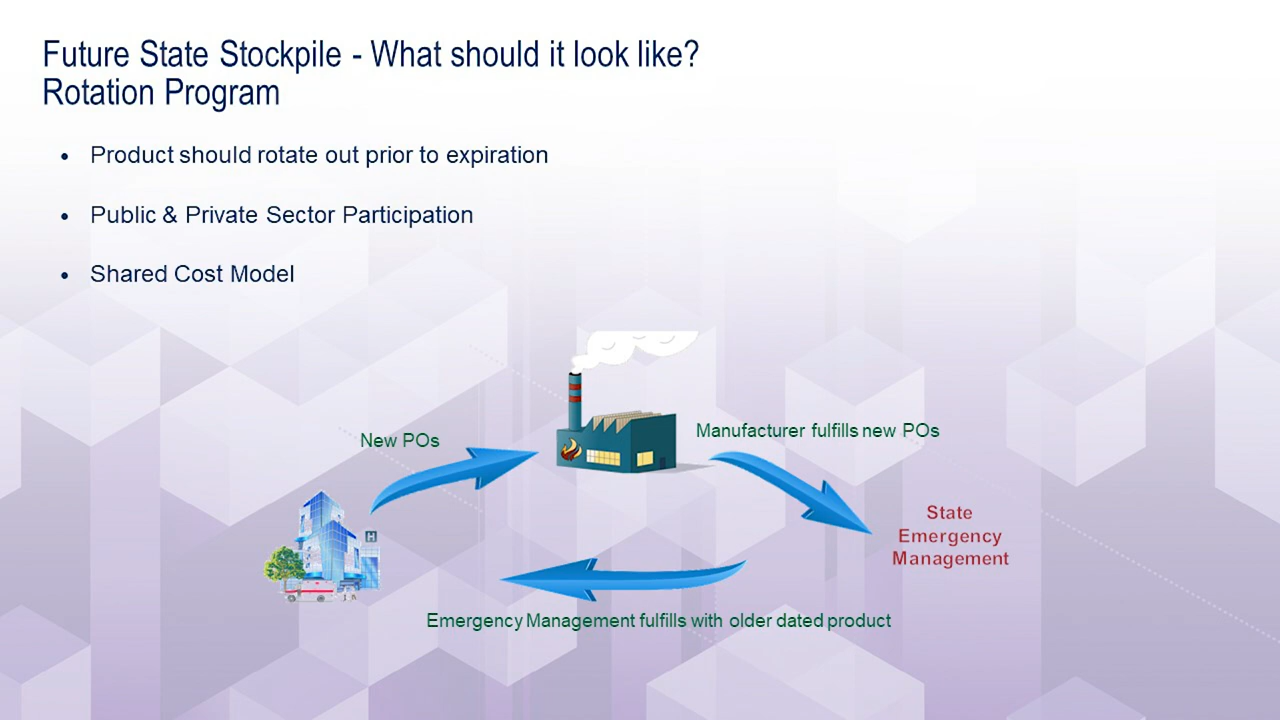 Future State Stockpile - What should it look like?
Rotation Program
• Product should rotate out prior to expiration
• Public & Private Sector Participation
• Shared Cost Model
New POs
Manufacturer fulfills new POs
H
State
Emergency
Management
Emergency Management fulfills with older dated product